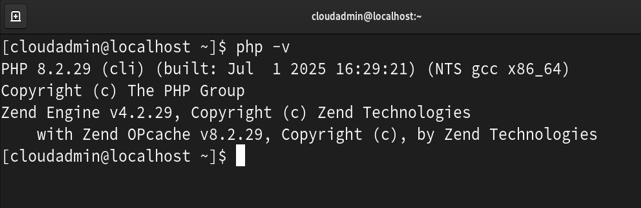 cloudadmin@localhost:~
[cloudadmin@localhost ~]$ php -v
PHP 8.2.29 (cli) (built: Jul  1 2025 16:29:21) (NTS gcc x86_64)
Copyright (c) The PHP Group
Zend Engine v4.2.29, Copyright (c) Zend Technologies
    with Zend OPcache v8.2.29, Copyright (c), by Zend Technologies
[cloudadmin@localhost ~]$